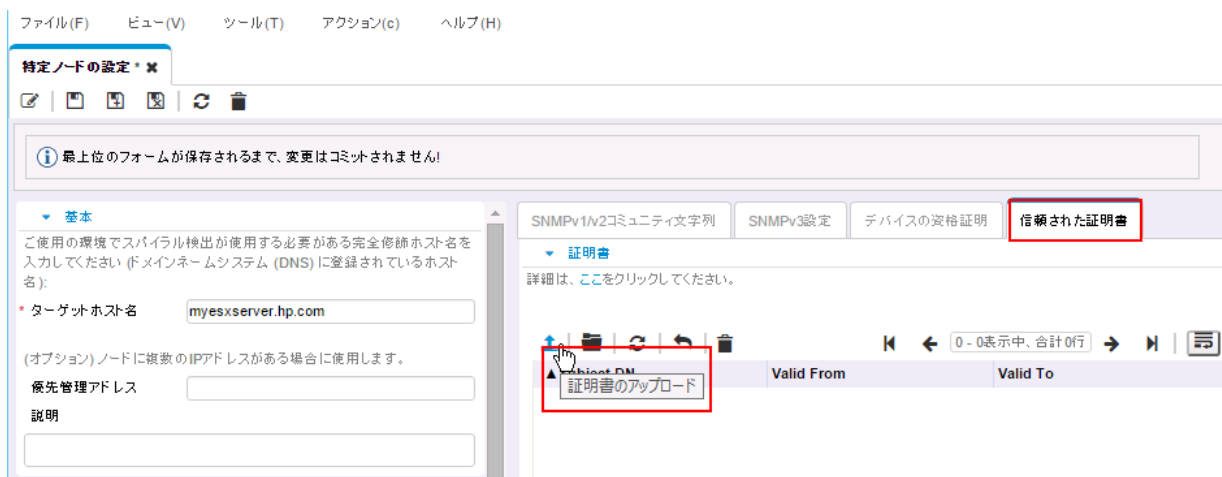 ファイル(F) ビュー(V) ツール(T) アクション(c) ヘルプ(H)
特定ノードの設定 * ✖
最上位のフォームが保存されるまで、変更はコミットされません!
基本
ご使用の環境でスパイラル検出が使用する必要がある完全修飾ホスト名を
入力してください (ドメインネームシステム (DNS) に登録されているホスト
名):
* ターゲットホスト名 myesxserver.hp.com
(オプション) ノードに複数のIPアドレスがある場合に使用します。
優先管理アドレス
説明
SNMPv1/v2コミュニティ文字列 SNMPv3設定 デバイスの資格証明 信頼された証明書
証明書
詳細は、ここをクリックしてください。
0 - 0表示中、合計0行
DN Valid From Valid To
証明書のアップロード